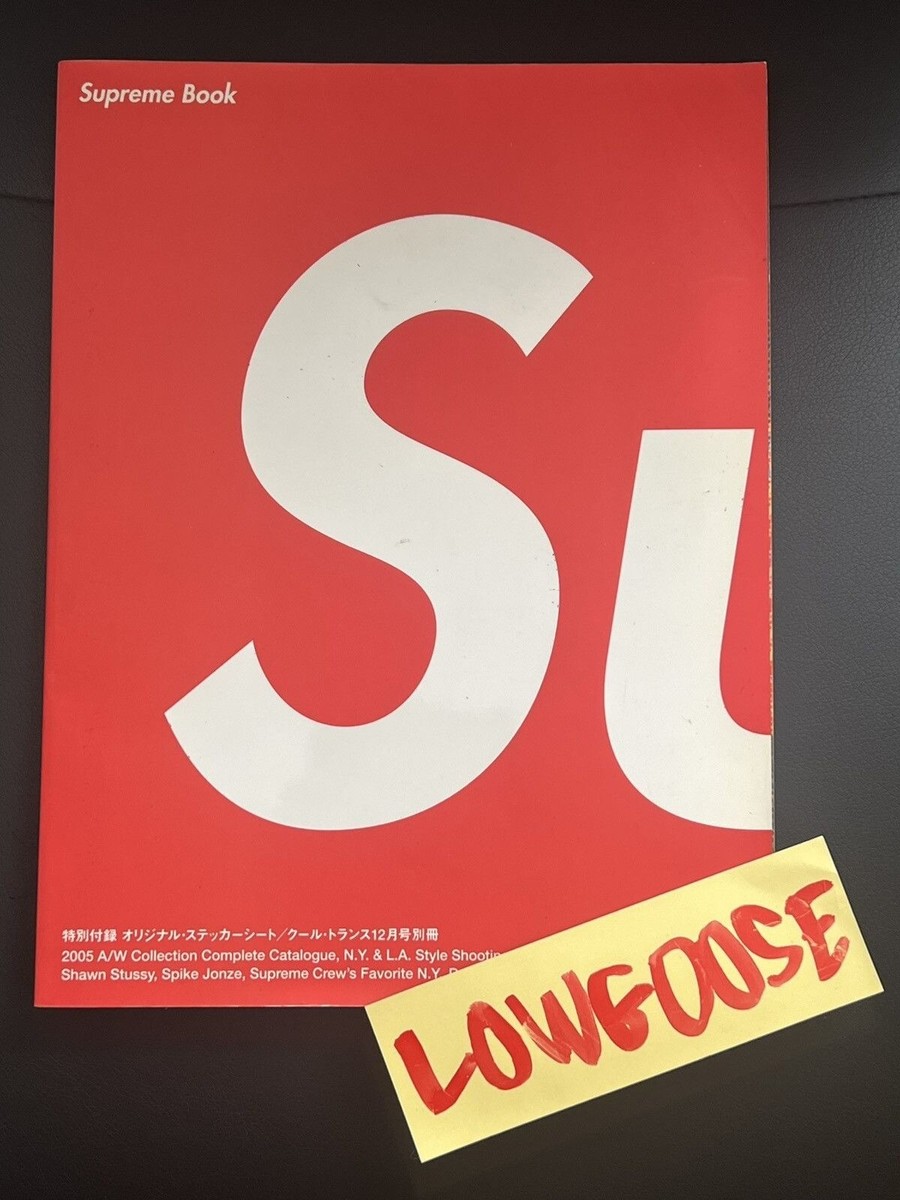 Supreme Book
Su
特別付録 オリジナル・ステッカーシート／クール・トランス12月号別冊
2005 A/W Collection Complete Catalogue, N.Y. & L.A. Style
Shawn Stussy, Spike Jonze, Supreme Crew's Favorite N.Y.
LOWGOOSE